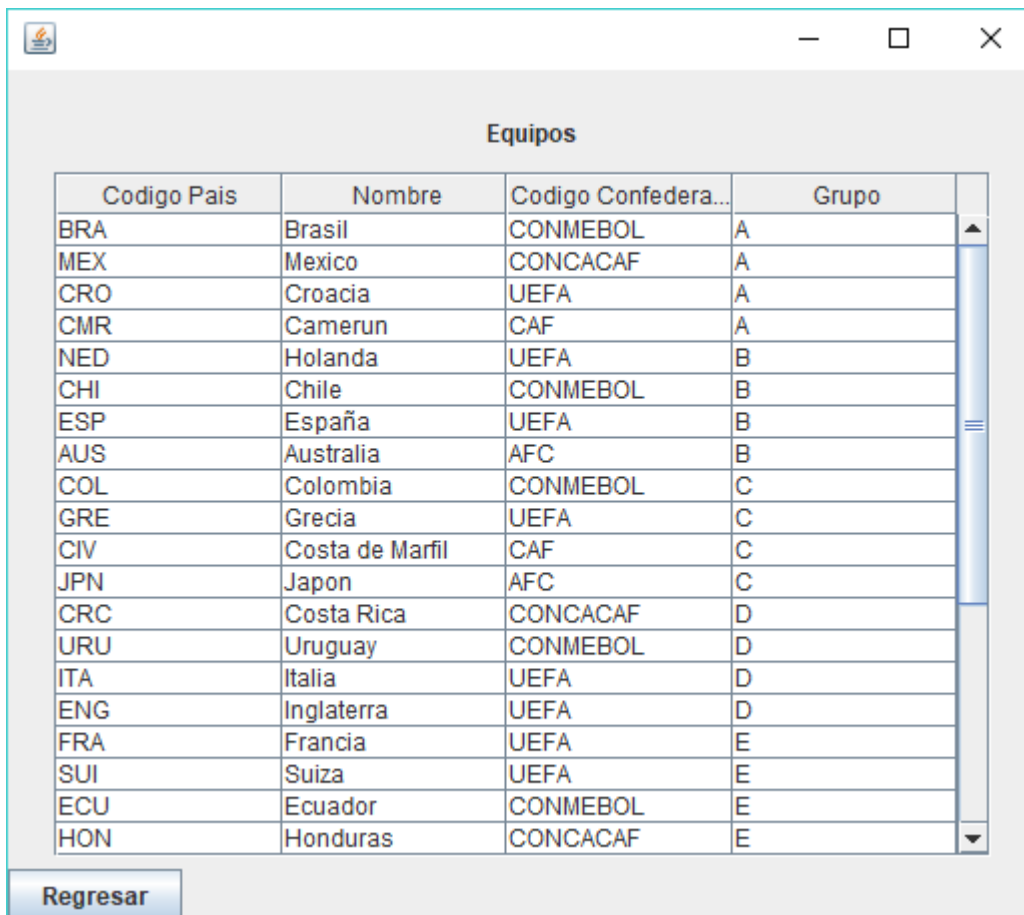 Equipos
Codigo Pais Nombre Codigo Confedera... Grupo
BRA Brasil CONMEBOL A
MEX Mexico CONCACAF A
CRO Croacia UEFA A
CMR Camerun CAF A
NED Holanda UEFA B
CHI Chile CONMEBOL B
ESP España UEFA B
AUS Australia AFC B
COL Colombia CONMEBOL C
GRE Grecia UEFA C
CIV Costa de Marfil CAF C
JPN Japon AFC C
CRC Costa Rica CONCACAF D
URU Uruguay CONMEBOL D
ITA Italia UEFA D
ENG Inglaterra UEFA D
FRA Francia UEFA E
SUI Suiza UEFA E
ECU Ecuador CONMEBOL E
HON Honduras CONCACAF E
Regresar